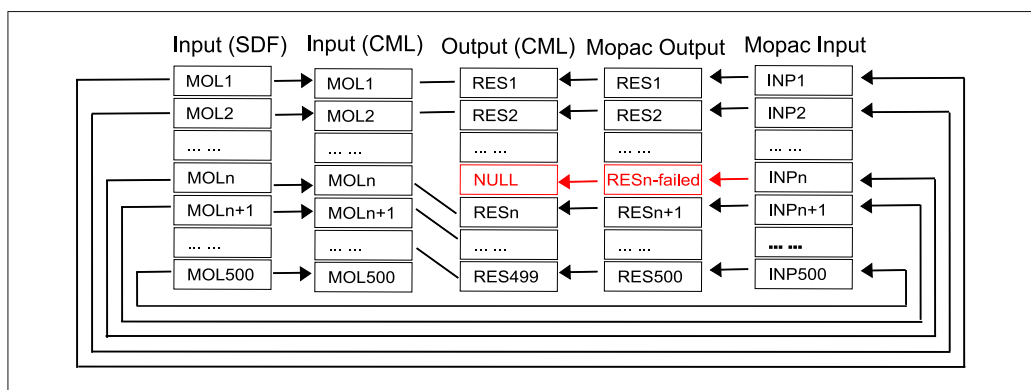 Input (SDF) Input (CML) Output (CML) Mopac Output Mopac Input
MOL1 MOL1 RES1 RES1 INP1
MOL2 MOL2 RES2 RES2 INP2
... ... ... ... ... ... ... ... ... ...
MOLn MOLn NULL RESn-failed INPn
MOLn+1 MOLn+1 RESn RESn+1 INPn+1
... ... ... ... ... ... ... ... ... ...
MOL500 MOL500 RES499 RES500 INP500